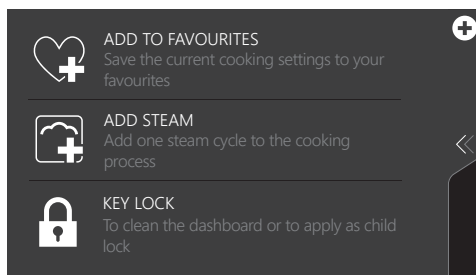 ADD TO FAVOURITES
Save the current cooking settings to your
favourites
ADD STEAM
Add one steam cycle to the cooking
process
KEY LOCK
To clean the dashboard or to apply as child
lock